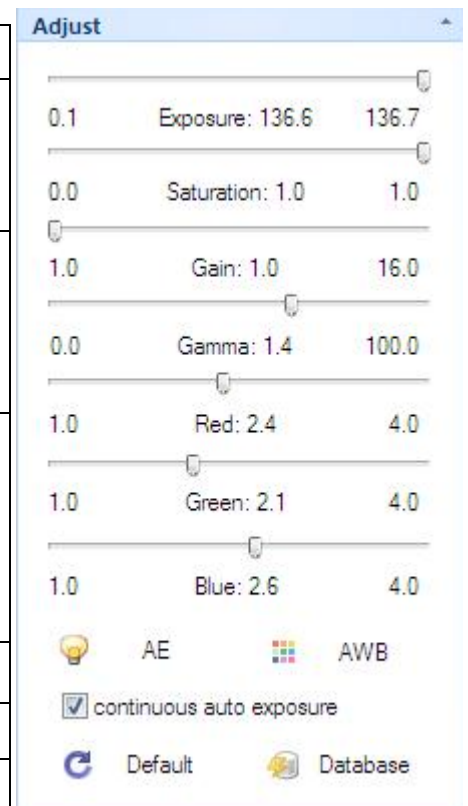 Adjust
0.1 Exposure: 136.6 136.7
0.0 Saturation: 1.0 1.0
1.0 Gain: 1.0 16.0
0.0 Gamma: 1.4 100.0
1.0 Red: 2.4 4.0
1.0 Green: 2.1 4.0
1.0 Blue: 2.6 4.0
AE AWB
continuous auto exposure
Default Database